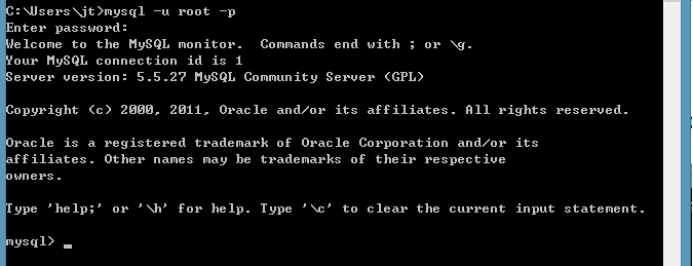 C:\Users\jt>mysql -u root -p
Enter password:
Welcome to the MySQL monitor.  Commands end with ; or \g.
Your MySQL connection id is 1
Server version: 5.5.27 MySQL Community Server (GPL)
Copyright (c) 2000, 2011, Oracle and/or its affiliates. All rights reserved.
Oracle is a registered trademark of Oracle Corporation and/or its
affiliates. Other names may be trademarks of their respective
owners.
Type 'help;' or '\h' for help. Type '\c' to clear the current input statement.
mysql> _